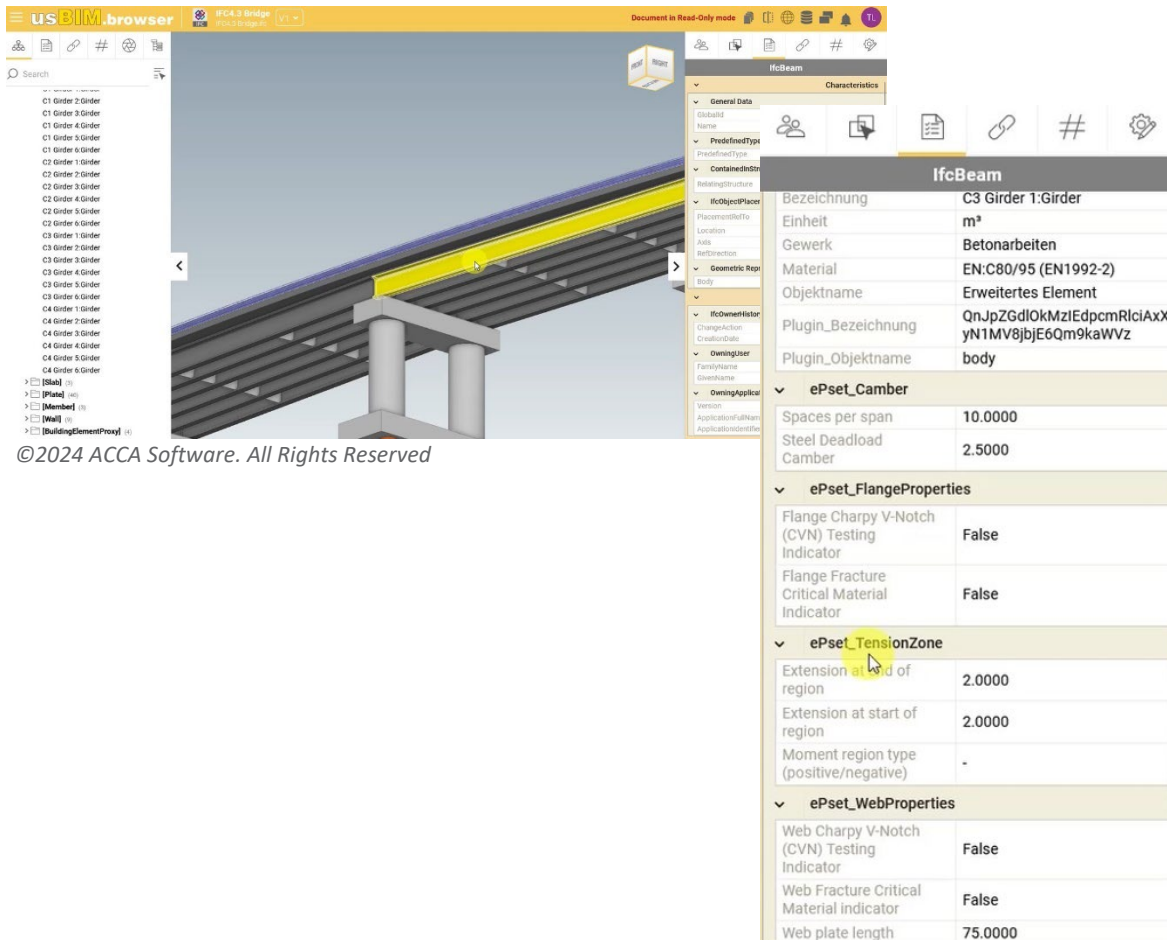 usBIM.browser
IFC4.3 Bridge
V1
Document in Read-Only mode
TL
Search
C1 Girder 2:Girder
C1 Girder 3:Girder
C1 Girder 4:Girder
C1 Girder 5:Girder
C1 Girder 6:Girder
C2 Girder 1:Girder
C2 Girder 2:Girder
C2 Girder 3:Girder
C2 Girder 4:Girder
C2 Girder 5:Girder
C2 Girder 6:Girder
C3 Girder 1:Girder
C3 Girder 2:Girder
C3 Girder 3:Girder
C3 Girder 4:Girder
C3 Girder 5:Girder
C3 Girder 6:Girder
C4 Girder 1:Girder
C4 Girder 2:Girder
C4 Girder 3:Girder
C4 Girder 4:Girder
C4 Girder 5:Girder
C4 Girder 6:Girder
[Slab]
[Plate] (40)
[Member]
[Wall]
[BuildingElementProxy] (4)
FRONT RIGHT
IfcBeam
Characteristics
General Data
GlobalId
Name
PredefinedType
PredefinedType
ContainedInStr
RelatingStructure
IfcObjectPlacer
PlacementRelTo
Location
Axis
RefDirection
Geometric Repr
Body
IfcOwnerHistory
ChangeAction
CreationDate
OwningUser
FamilyName
GivenName
OwningApplicat
Version
ApplicationFullNam
ApplicationIdentifie
©2024 ACCA Software. All Rights Reserved
IfcBeam
Bezeichnung C3 Girder 1:Girder
Einheit m³
Gewerk Betonarbeiten
Material EN:C80/95 (EN1992-2)
Objektname Erweitertes Element
Plugin_Bezeichnung QnJpZGdlOkMzIEdpcmRlciAxX
yN1MV8jbjE6Qm9kaWVz
Plugin_Objektname body
ePset_Camber
Spaces per span 10.0000
Steel Deadload
Camber 2.5000
ePset_FlangeProperties
Flange Charpy V-Notch
(CVN) Testing
Indicator False
Flange Fracture
Critical Material
Indicator False
ePset_TensionZone
Extension at end of
region 2.0000
Extension at start of
region 2.0000
Moment region type
(positive/negative) -
ePset_WebProperties
Web Charpy V-Notch
(CVN) Testing
Indicator False
Web Fracture Critical
Material indicator False
Web plate length 75.0000